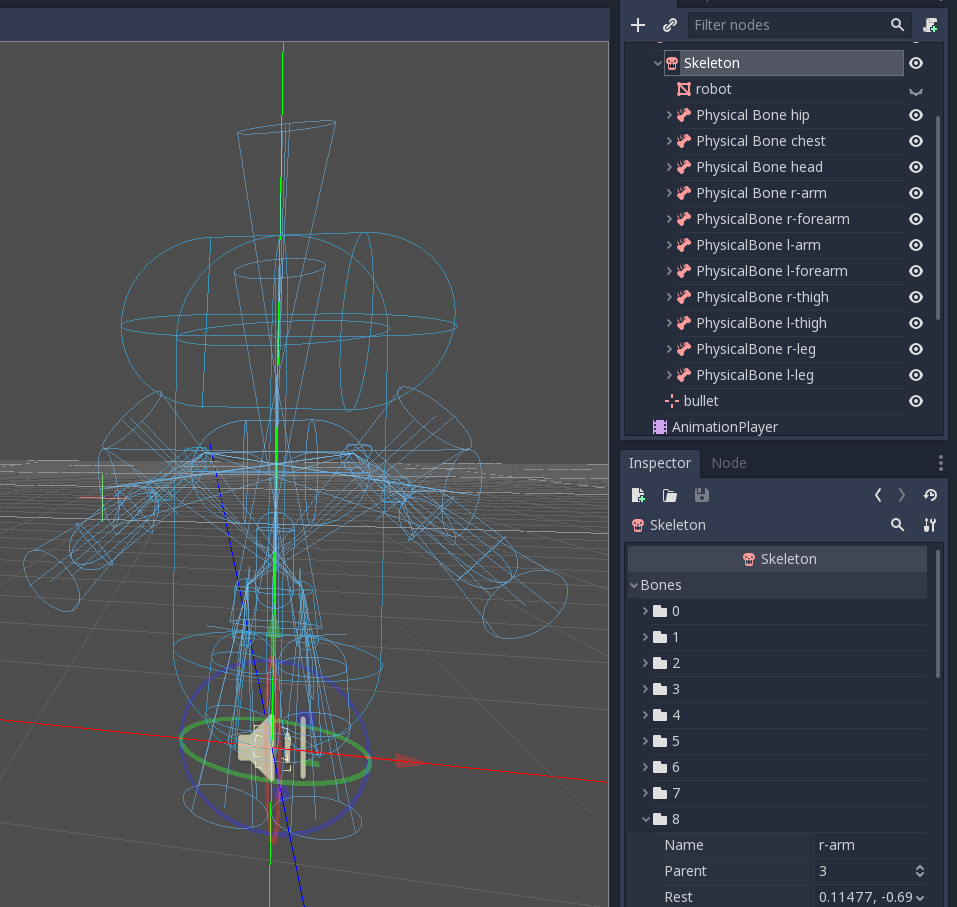 Filter nodes
Skeleton
robot
Physical Bone hip
Physical Bone chest
Physical Bone head
Physical Bone r-arm
PhysicalBone r-forearm
PhysicalBone l-arm
PhysicalBone l-forearm
PhysicalBone r-thigh
PhysicalBone l-thigh
PhysicalBone r-leg
PhysicalBone l-leg
bullet
AnimationPlayer
Inspector Node
Skeleton
Skeleton
Bones
0
1
2
3
4
5
6
7
8
Name r-arm
Parent 3
Rest 0.11477, -0.69